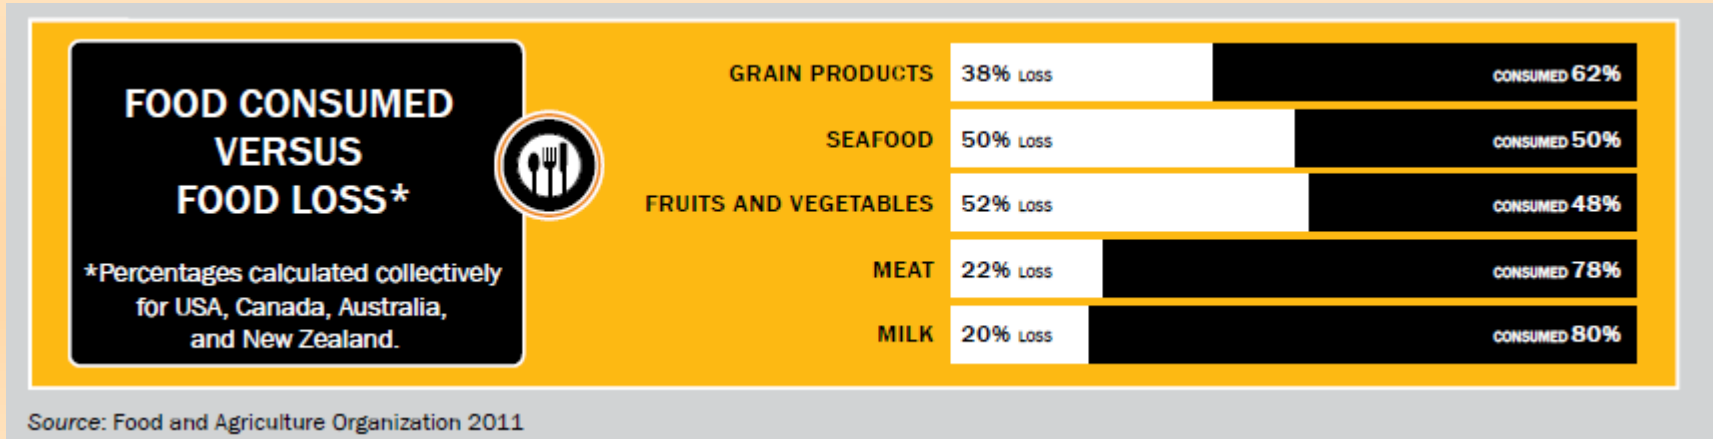 FOOD CONSUMED
VERSUS
FOOD LOSS*
*Percentages calculated collectively
for USA, Canada, Australia,
and New Zealand.
GRAIN PRODUCTS 38% LOSS CONSUMED 62%
SEAFOOD 50% LOSS CONSUMED 50%
FRUITS AND VEGETABLES 52% LOSS CONSUMED 48%
MEAT 22% LOSS CONSUMED 78%
MILK 20% LOSS CONSUMED 80%
Source: Food and Agriculture Organization 2011